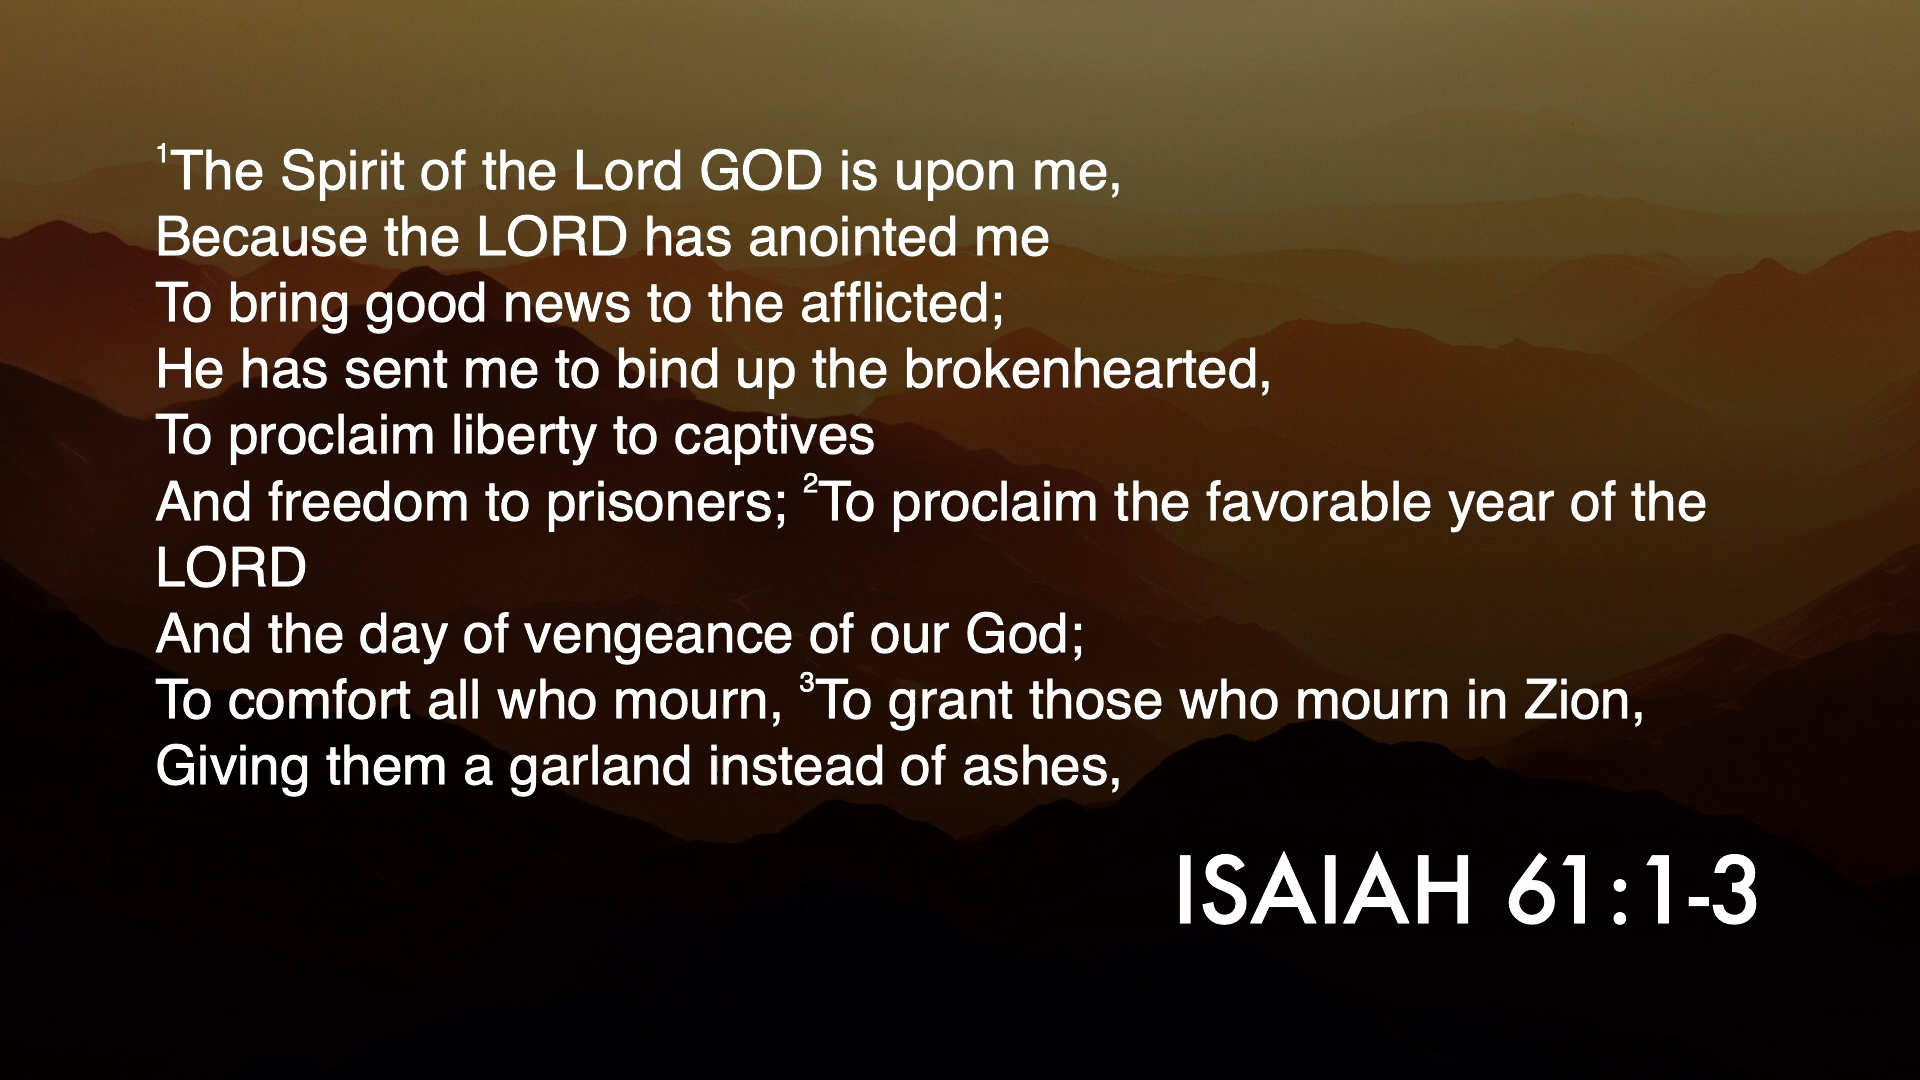 ¹The Spirit of the Lord GOD is upon me,
Because the LORD has anointed me
To bring good news to the afflicted;
He has sent me to bind up the brokenhearted,
To proclaim liberty to captives
And freedom to prisoners; ²To proclaim the favorable year of the
LORD
And the day of vengeance of our God;
To comfort all who mourn, ³To grant those who mourn in Zion,
Giving them a garland instead of ashes,
ISAIAH 61:1-3